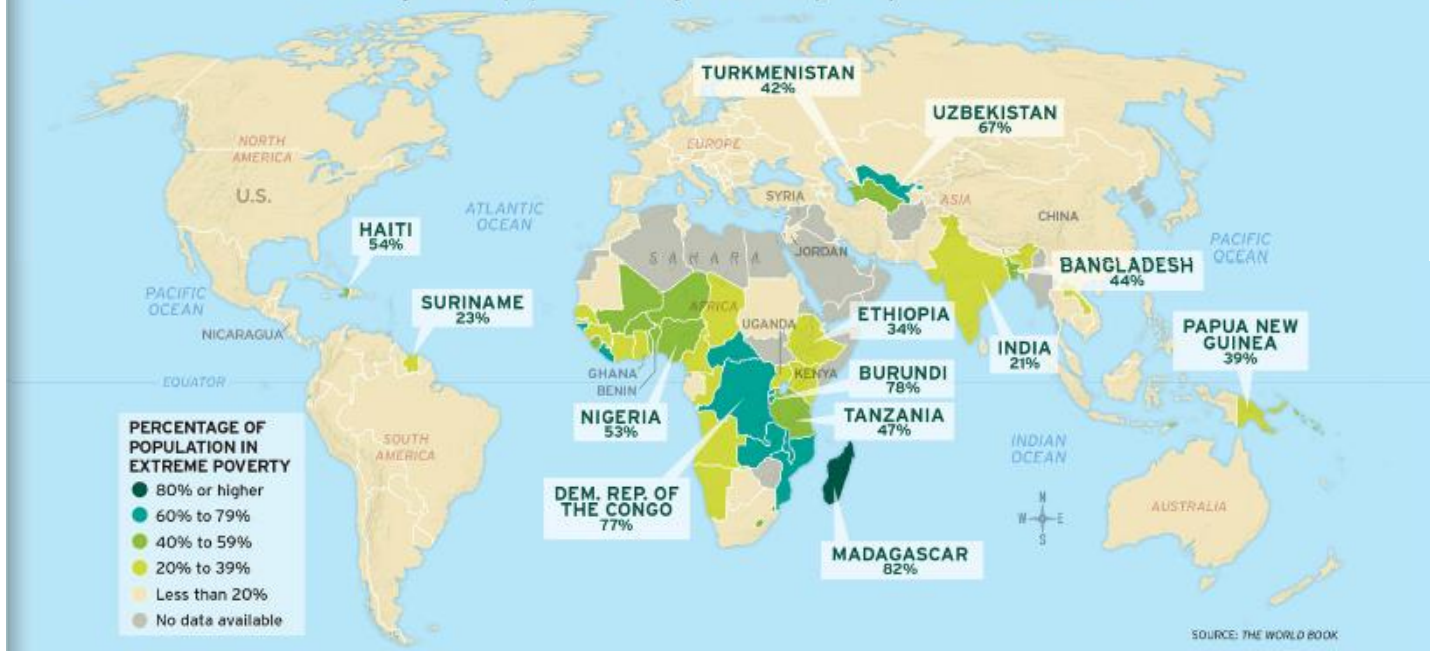 TURKMENISTAN
42%
UZBEKISTAN
67%
NORTH
AMERICA
U.S.
EUROPE
SYRIA
ASIA
CHINA
ATLANTIC
OCEAN
HAITI
54%
SAHARA
JORDAN
PACIFIC
OCEAN
BANGLADESH
44%
PACIFIC
OCEAN
SURINAME
23%
AFRICA
ETHIOPIA
34%
NICARAGUA
UGANDA
PAPUA NEW
GUINEA
39%
INDIA
21%
GHANA
BENIN
KENYA
BURUNDI
78%
EQUATOR
NIGERIA
53%
TANZANIA
47%
PERCENTAGE OF
POPULATION IN
EXTREME POVERTY
80% or higher
60% to 79%
40% to 59%
20% to 39%
Less than 20%
No data available
SOUTH
AMERICA
INDIAN
OCEAN
DEM. REP. OF
THE CONGO
77%
N
W E
S
AUSTRALIA
MADAGASCAR
82%
SOURCE: THE WORLD BOOK